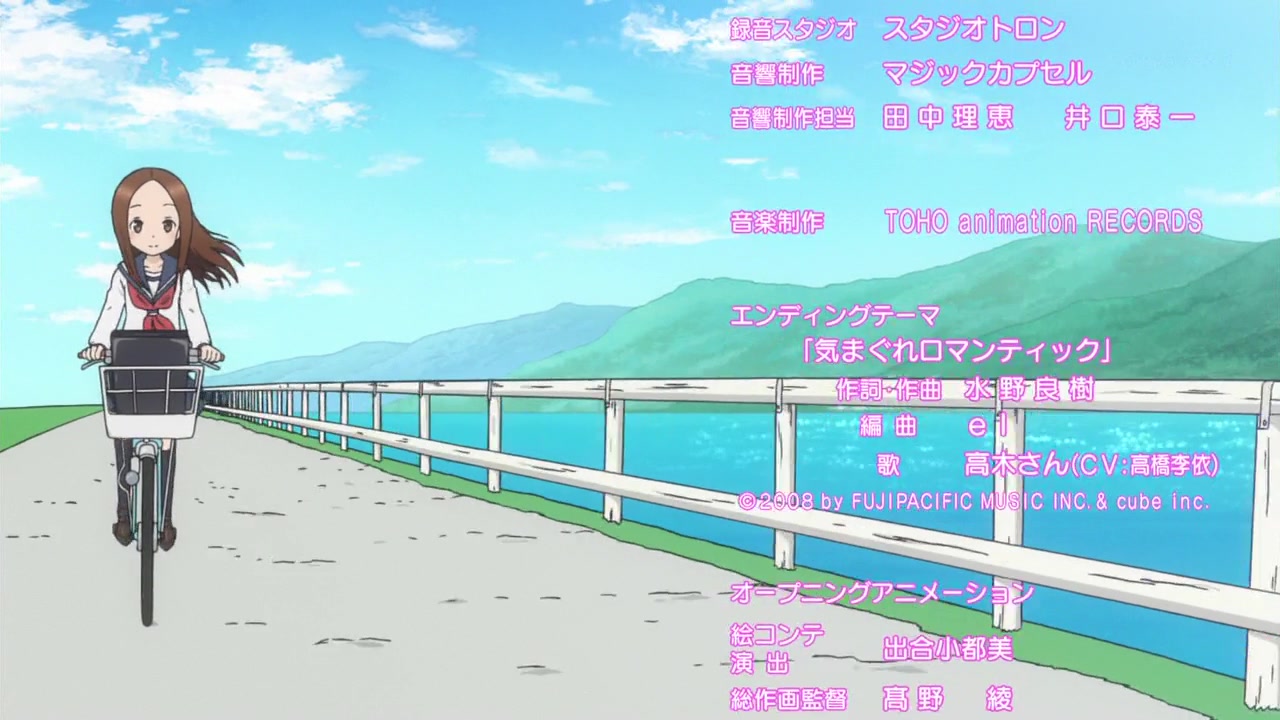 録音スタジオ スタジオトロン
音響制作 マジックカプセル
音響制作担当 田中理恵 井口泰一
音楽制作 TOHO animation RECORDS
エンディングテーマ
「気まぐれロマンティック」
作詞・作曲 水野良樹
編曲 eji
歌 高木さん(CV:高橋李依)
©2008 by FUJIPACIFIC MUSIC INC.& cube inc.
オープニングアニメーション
絵コンテ
演出 出合小都美
総作画監督 髙野 綾